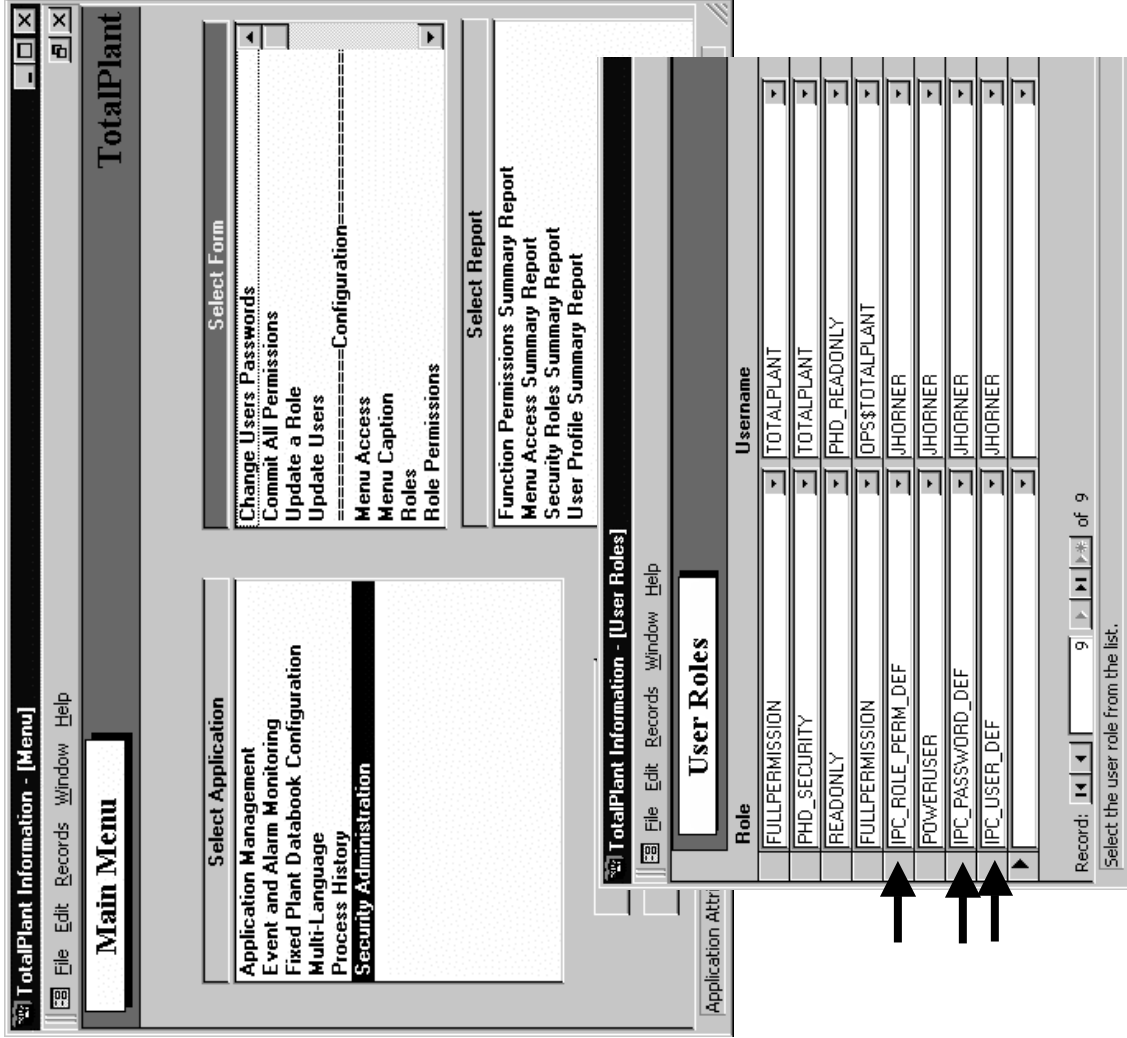 TotalPlant Information - [Menu]
File Edit Records Window Help
Main Menu
TotalPlant
Select Application
Application Management
Event and Alarm Monitoring
Fixed Plant Databook Configuration
Multi-Language
Process History
Security Administration
Select Form
Change Users Passwords
Commit All Permissions
Update a Role
Update Users
==============Configuration==============
Menu Access
Menu Caption
Roles
Role Permissions
Select Report
Function Permissions Summary Report
Menu Access Summary Report
Security Roles Summary Report
User Profile Summary Report
Application Attri
TotalPlant Information - [User Roles]
File Edit Records Window Help
User Roles
Role Username
FULLPERMISSION TOTALPLANT
PHD_SECURITY TOTALPLANT
READONLY PHD_READONLY
FULLPERMISSION OPS$TOTALPLANT
IPC_ROLE_PERM_DEF JHORNER
POWERUSER JHORNER
IPC_PASSWORD_DEF JHORNER
IPC_USER_DEF JHORNER
Record: 9 of 9
Select the user role from the list.